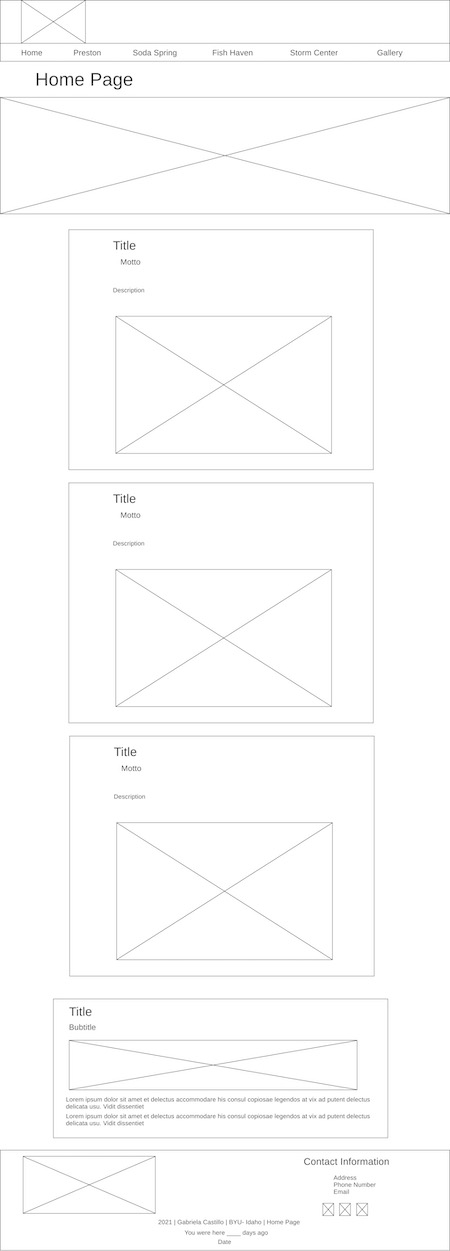 Home Preston Soda Spring Fish Haven Storm Center Gallery
Home Page
Title
Motto
Description
Title
Motto
Description
Title
Motto
Description
Title
Bubtitle
Lorem ipsum dolor sit amet et delectus accommodare his consul copiosae legendos at vix ad putent delectus
delicata usu. Vidit dissentiet
Lorem ipsum dolor sit amet et delectus accommodare his consul copiosae legendos at vix ad putent delectus
delicata usu. Vidit dissentiet
Contact Information
Address
Phone Number
Email
2021 | Gabriela Castillo | BYU- Idaho | Home Page
You were here ____ days ago
Date